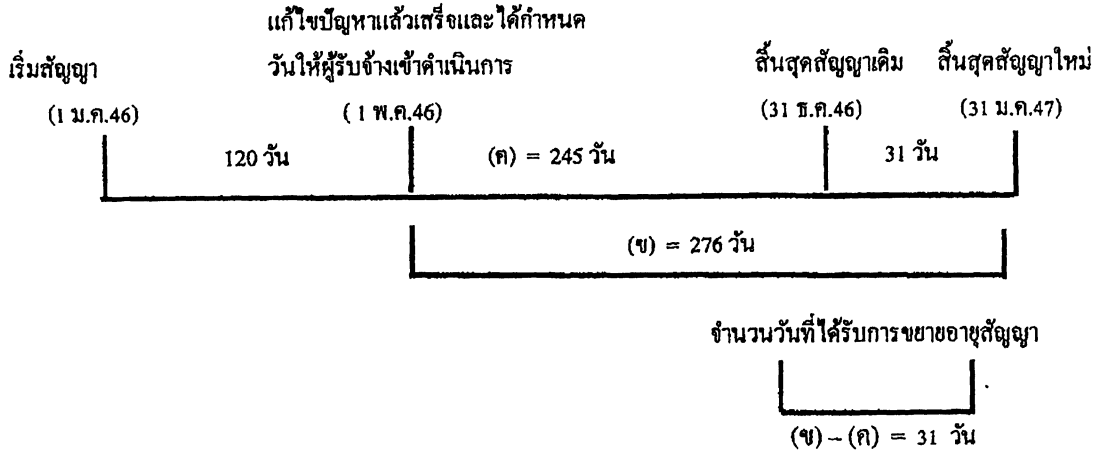 แก้ไขปัญหาแล้วเสร็จและได้กำหนด
เริ่มสัญญา วันให้ผู้รับจ้างเข้าดำเนินการ สิ้นสุดสัญญาเดิม สิ้นสุดสัญญาใหม่
(1 ม.ค.46) ( 1 พ.ค.46) (31 ธ.ค.46) (31 ม.ค.47)
120 วัน (ค) = 245 วัน 31 วัน
(ข) = 276 วัน
จำนวนวันที่ได้รับการขยายอายุสัญญา
(ข) – (ค) = 31 วัน